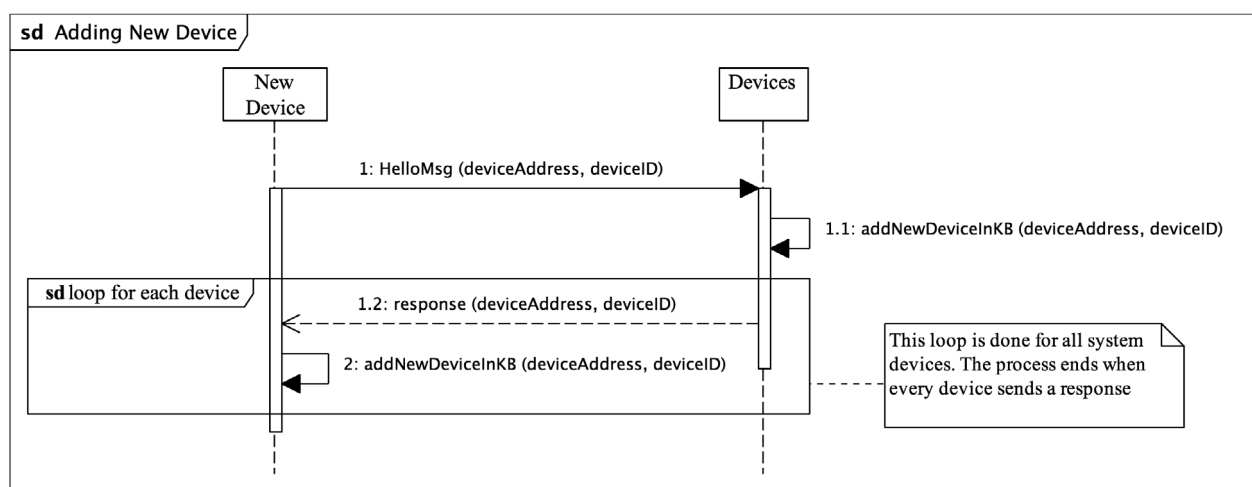 sd Adding New Device
New
Device
Devices
1: HelloMsg (deviceAddress, deviceID)
1.1: addNewDeviceInKB (deviceAddress, deviceID)
sd loop for each device
1.2: response (deviceAddress, deviceID)
2: addNewDeviceInKB (deviceAddress, deviceID)
This loop is done for all system
devices. The process ends when
every device sends a response